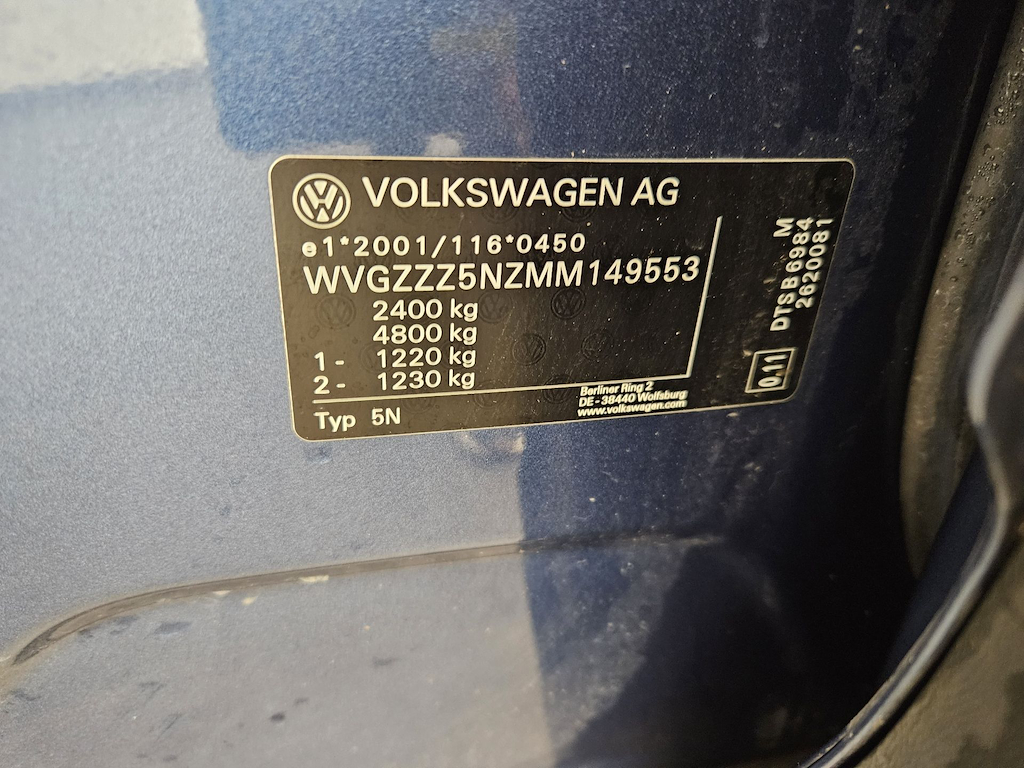 VOLKSWAGEN AG
e1*2001/116*0450
WVGZZZ5NZMM149553
2400 kg
4800 kg
1- 1220 kg
2- 1230 kg
Typ 5N
Berliner Ring 2
DE-38440 Wolfsburg
www.volkswagen.com
M
DTSB6984
2620081
0.11